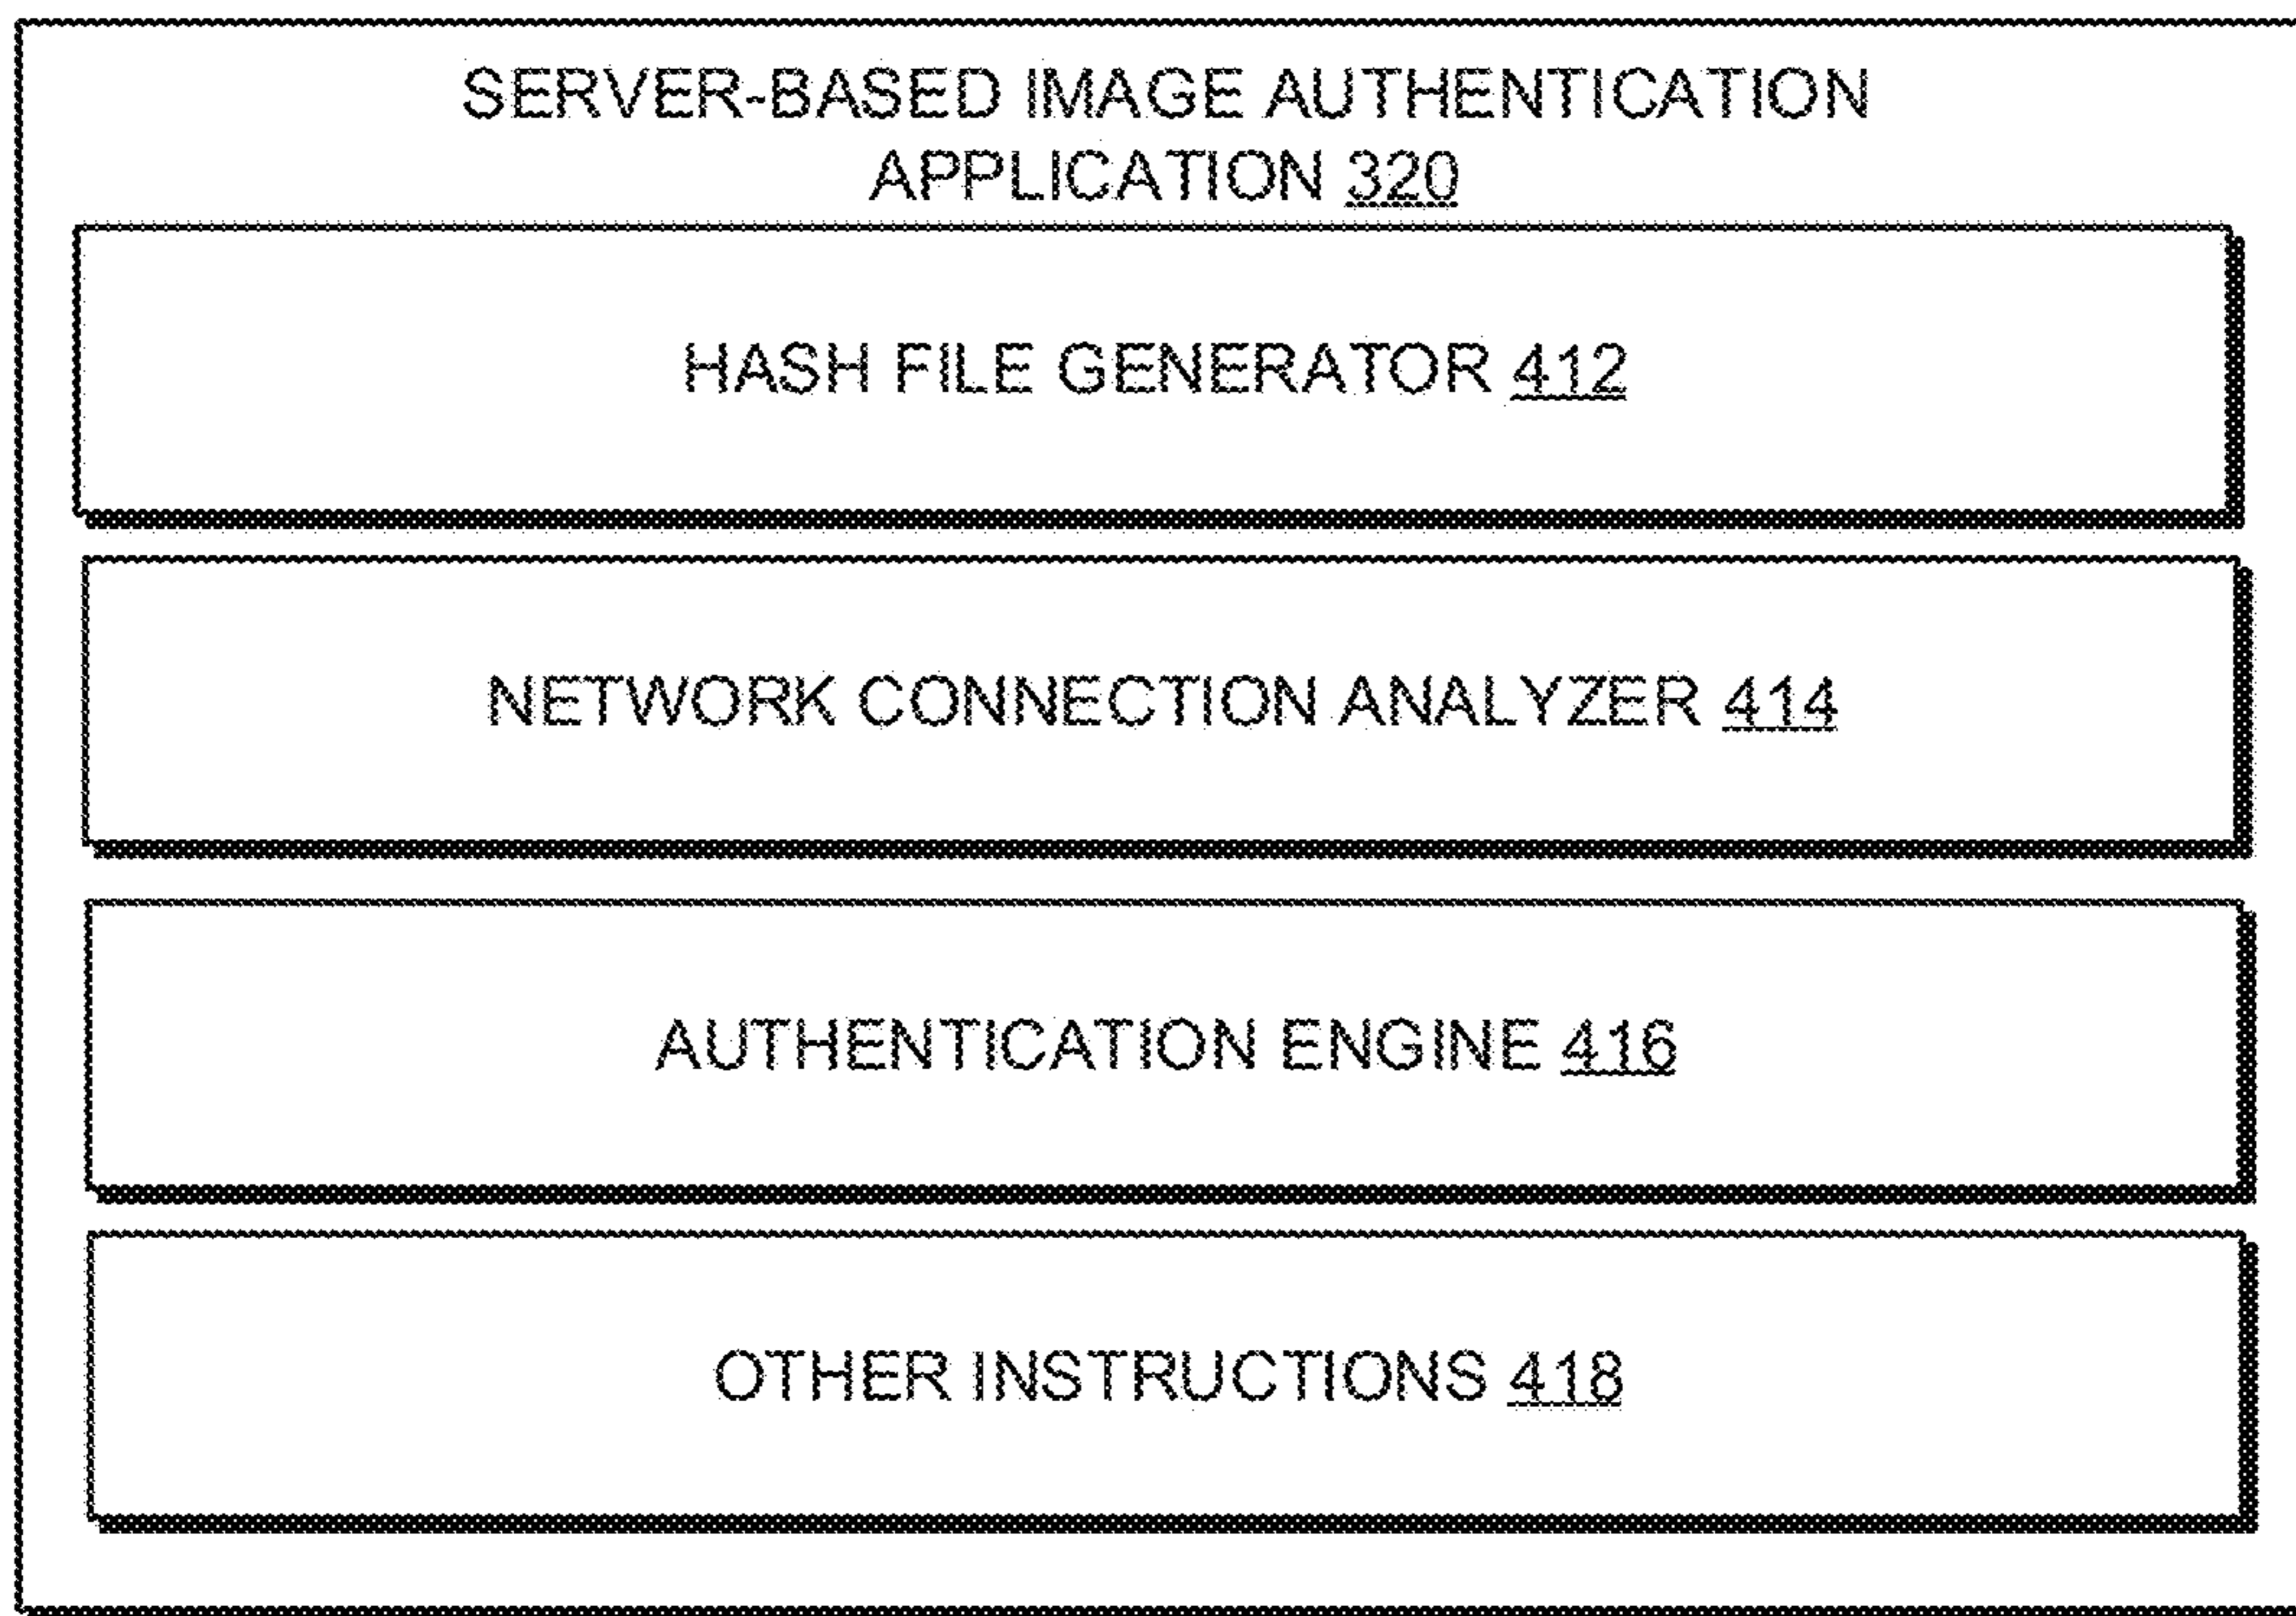 SERVER-BASED IMAGE AUTHENTICATION
APPLICATION 320
HASH FILE GENERATOR 412
NETWORK CONNECTION ANALYZER 414
AUTHENTICATION ENGINE 416
OTHER INSTRUCTIONS 418